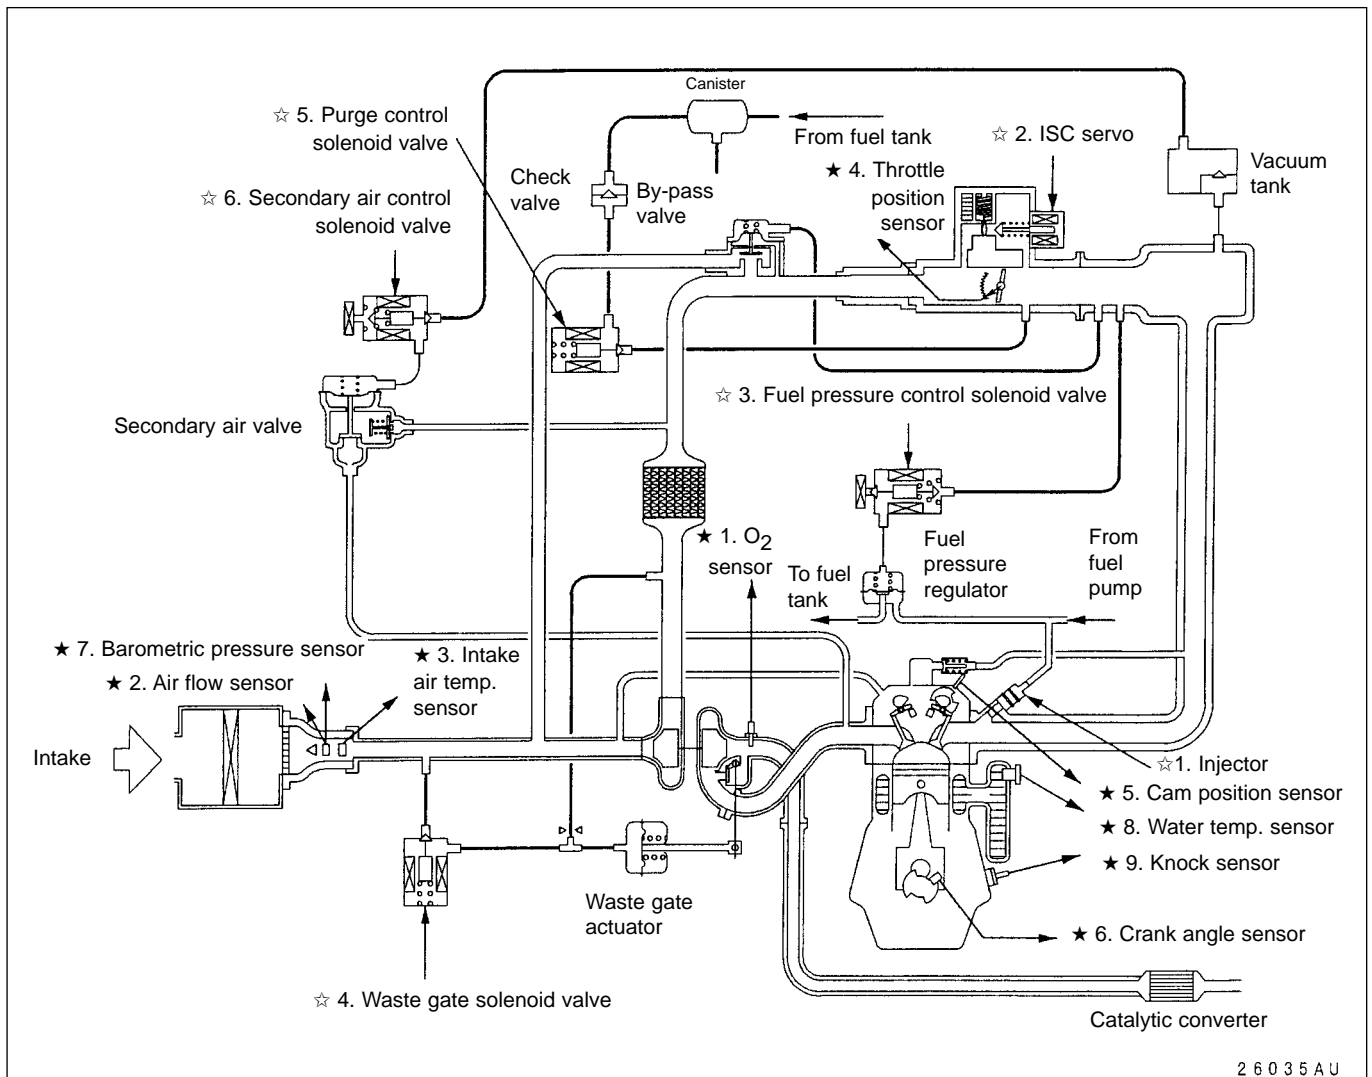 Canister
☆ 5. Purge control
solenoid valve
From fuel tank
☆ 2. ISC servo
★ 4. Throttle
position
sensor
Vacuum
tank
Check
valve
By-pass
valve
☆ 6. Secondary air control
solenoid valve
☆ 3. Fuel pressure control solenoid valve
Secondary air valve
★ 1. O2
sensor
Fuel
pressure
regulator
From
fuel
pump
To fuel
tank
★ 7. Barometric pressure sensor
★ 2. Air flow sensor
★ 3. Intake
air temp.
sensor
Intake
☆1. Injector
★ 5. Cam position sensor
★ 8. Water temp. sensor
★ 9. Knock sensor
Waste gate
actuator
★ 6. Crank angle sensor
☆ 4. Waste gate solenoid valve
Catalytic converter
26035AU